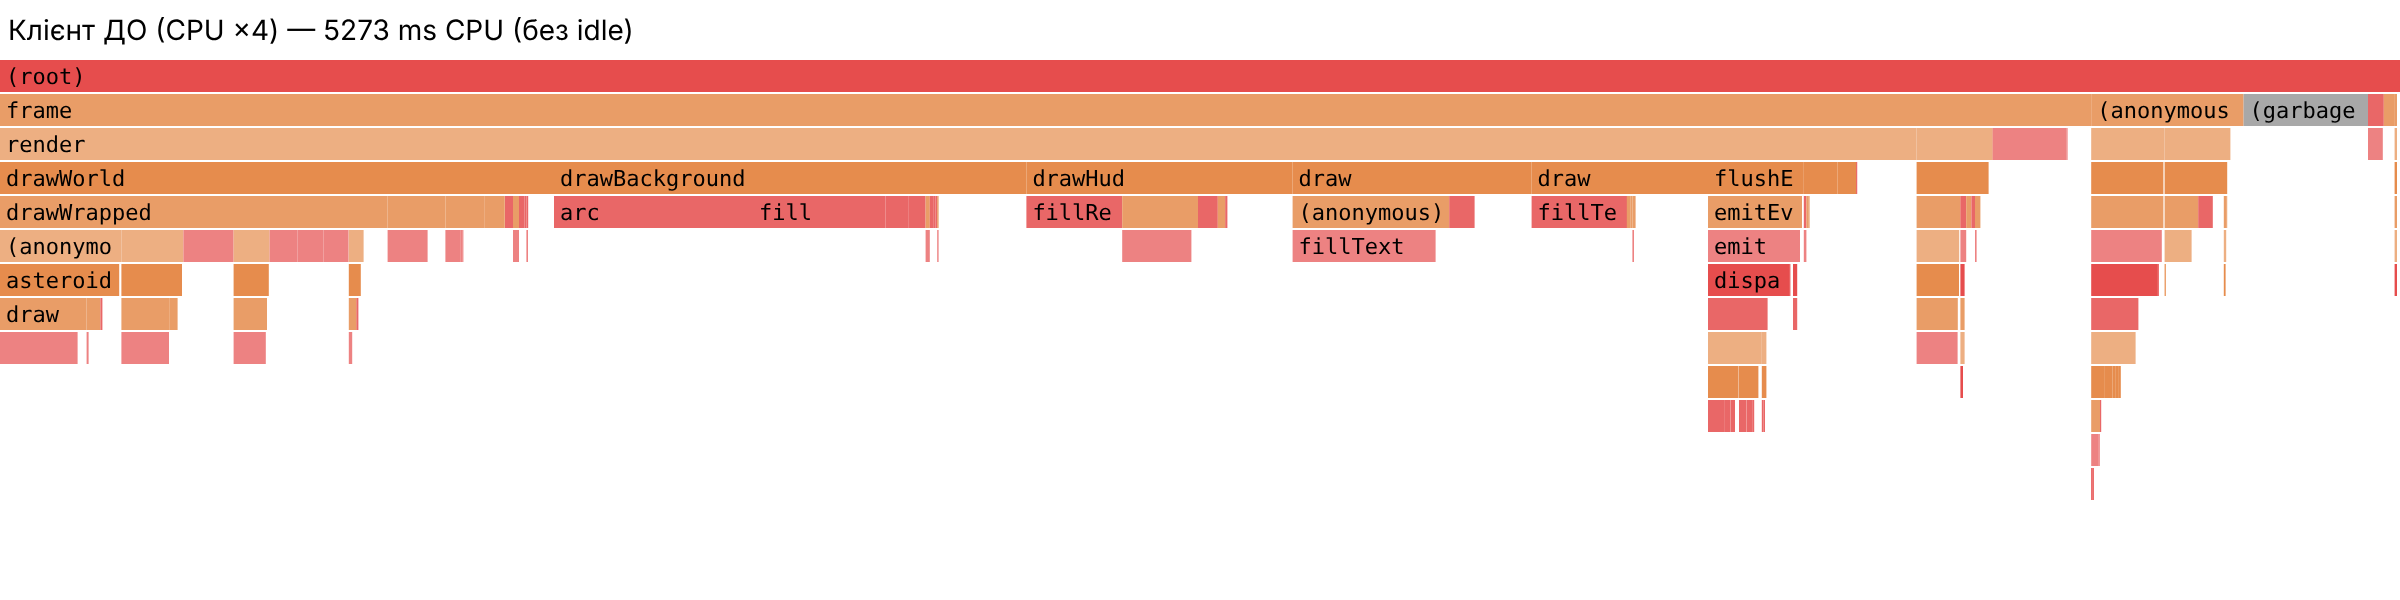 Клієнт ДО (CPU ×4) — 5273 ms CPU (без idle)
(root)
frame (anonymous (garbage
render
drawWorld drawBackground drawHud draw draw flushE
drawWrapped arc fill fillRe (anonymous) fillTe emitEv
(anonymo fillText emit
asteroid dispa
draw